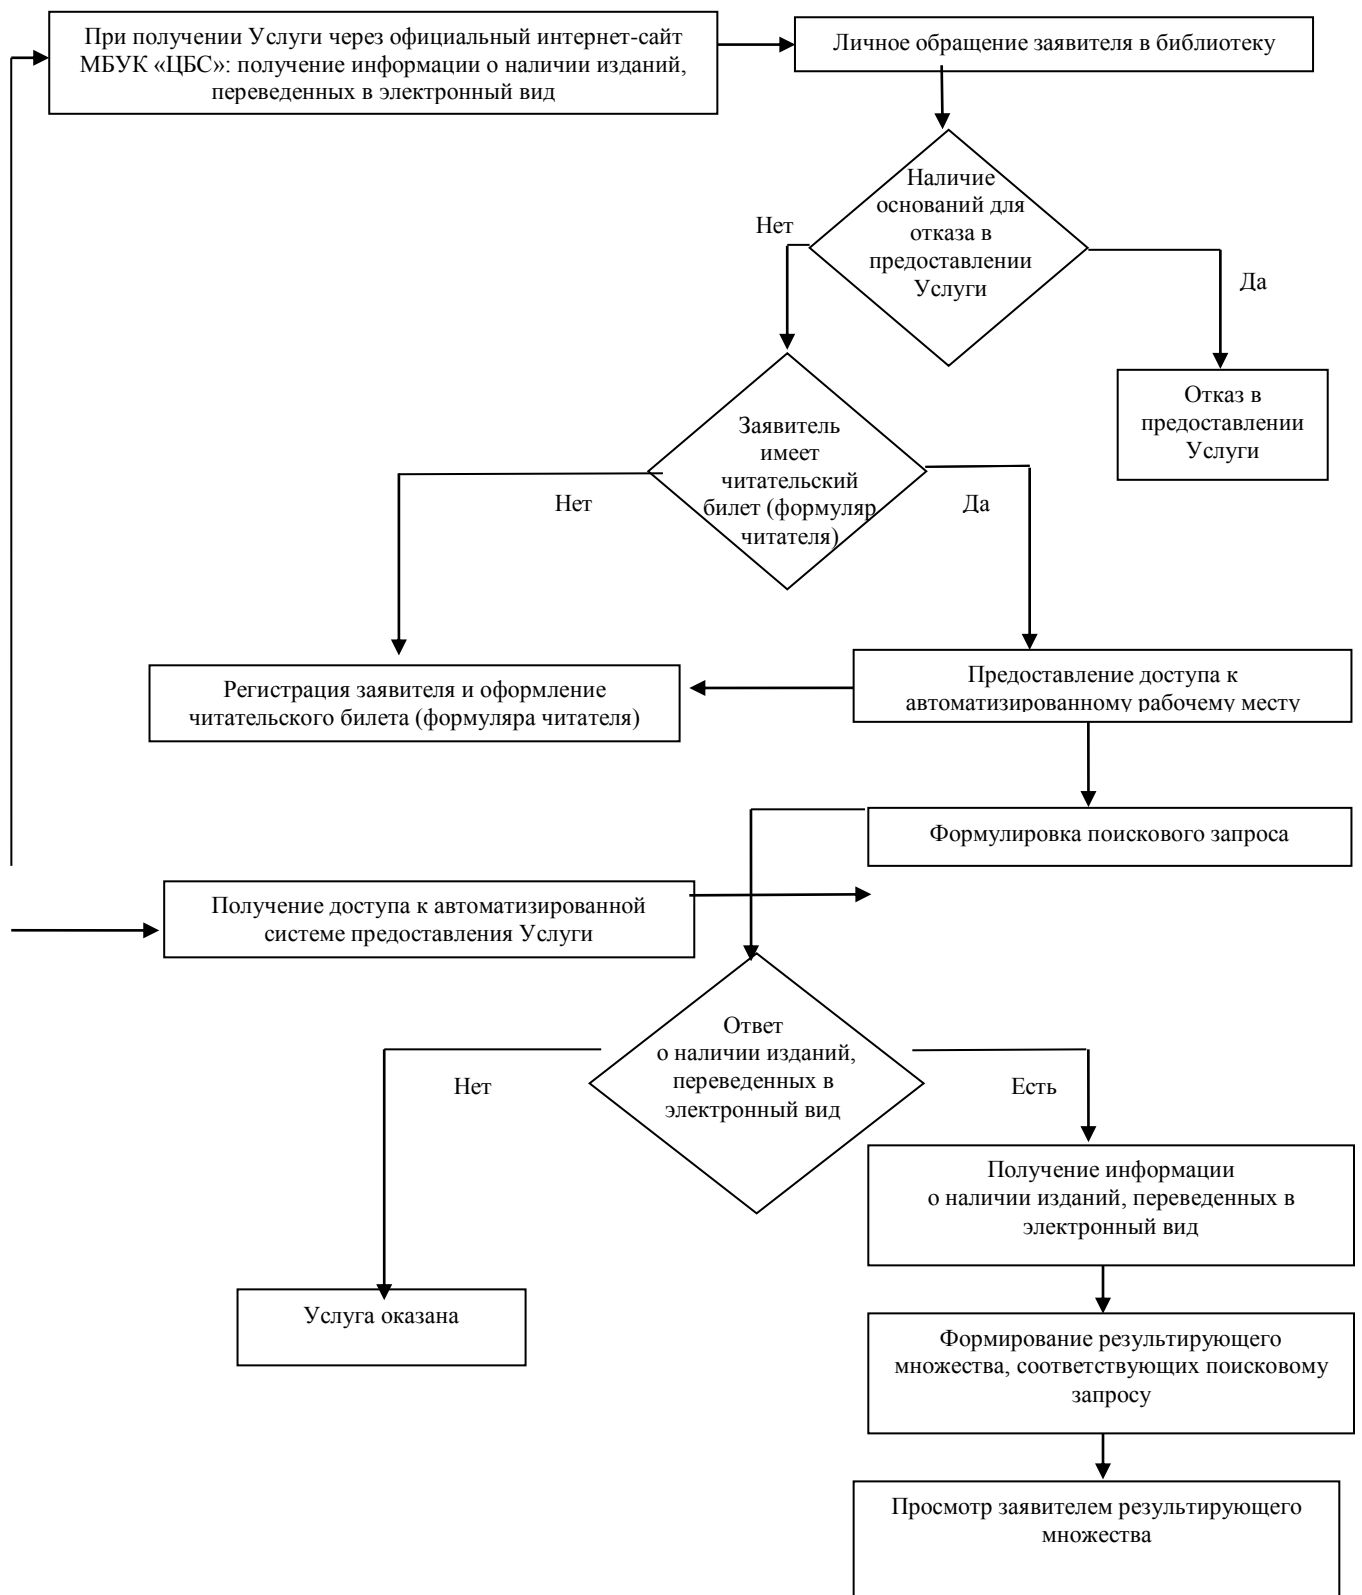 При получении Услуги через официальный интернет-сайт
МБУК «ЦБС»: получение информации о наличии изданий,
переведенных в электронный вид
Личное обращение заявителя в библиотеку
Наличие
оснований для
отказа в
предоставлении
Услуги
Нет
Да
Отказ в
предоставлении
Услуги
Заявитель
имеет
читательский
билет (формуляр
читателя)
Нет
Да
Регистрация заявителя и оформление
читательского билета (формуляра читателя)
Предоставление доступа к
автоматизированному рабочему месту
Формулировка поискового запроса
Получение доступа к автоматизированной
системе предоставления Услуги
Ответ
о наличии изданий,
переведенных в
электронный вид
Нет
Есть
Получение информации
о наличии изданий, переведенных в
электронный вид
Услуга оказана
Формирование результирующего
множества, соответствующих поисковому
запросу
Просмотр заявителем результирующего
множества